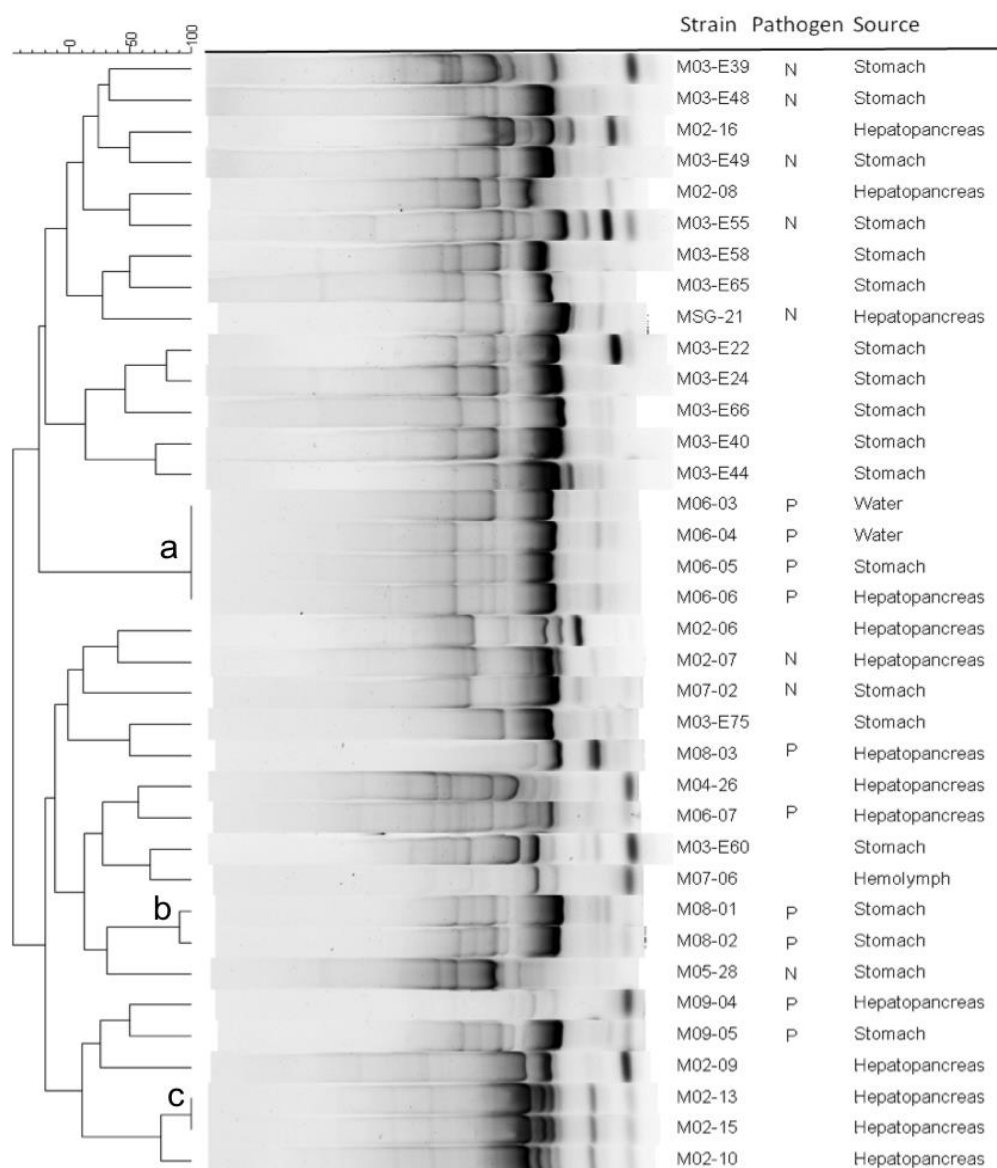 Strain Pathogen Source
0 50 100
M03-E39 N Stomach
M03-E48 N Stomach
M02-16 Hepatopancreas
M03-E49 N Stomach
M02-08 Hepatopancreas
M03-E55 N Stomach
M03-E58 Stomach
M03-E65 Stomach
MSG-21 N Hepatopancreas
M03-E22 Stomach
M03-E24 Stomach
M03-E66 Stomach
M03-E40 Stomach
M03-E44 Stomach
M06-03 P Water
a M06-04 P Water
M06-05 P Stomach
M06-06 P Hepatopancreas
M02-06 Hepatopancreas
M02-07 N Hepatopancreas
M07-02 N Stomach
M03-E75 Stomach
M08-03 P Hepatopancreas
M04-26 Hepatopancreas
M06-07 P Hepatopancreas
M03-E60 Stomach
M07-06 Hemolymph
b M08-01 P Stomach
M08-02 P Stomach
M05-28 N Stomach
M09-04 P Hepatopancreas
M09-05 P Stomach
M02-09 Hepatopancreas
c M02-13 Hepatopancreas
M02-15 Hepatopancreas
M02-10 Hepatopancreas